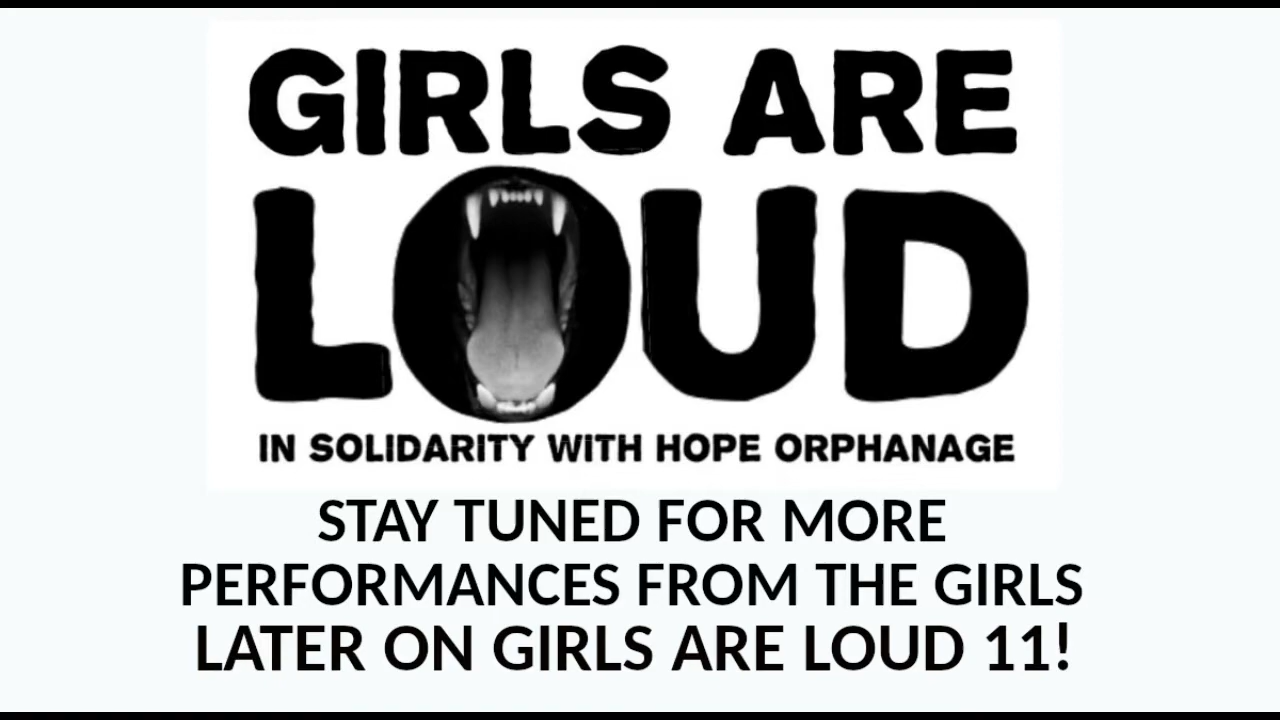 GIRLS ARE
LOUD
IN SOLIDARITY WITH HOPE ORPHANAGE
STAY TUNED FOR MORE
PERFORMANCES FROM THE GIRLS
LATER ON GIRLS ARE LOUD 11!